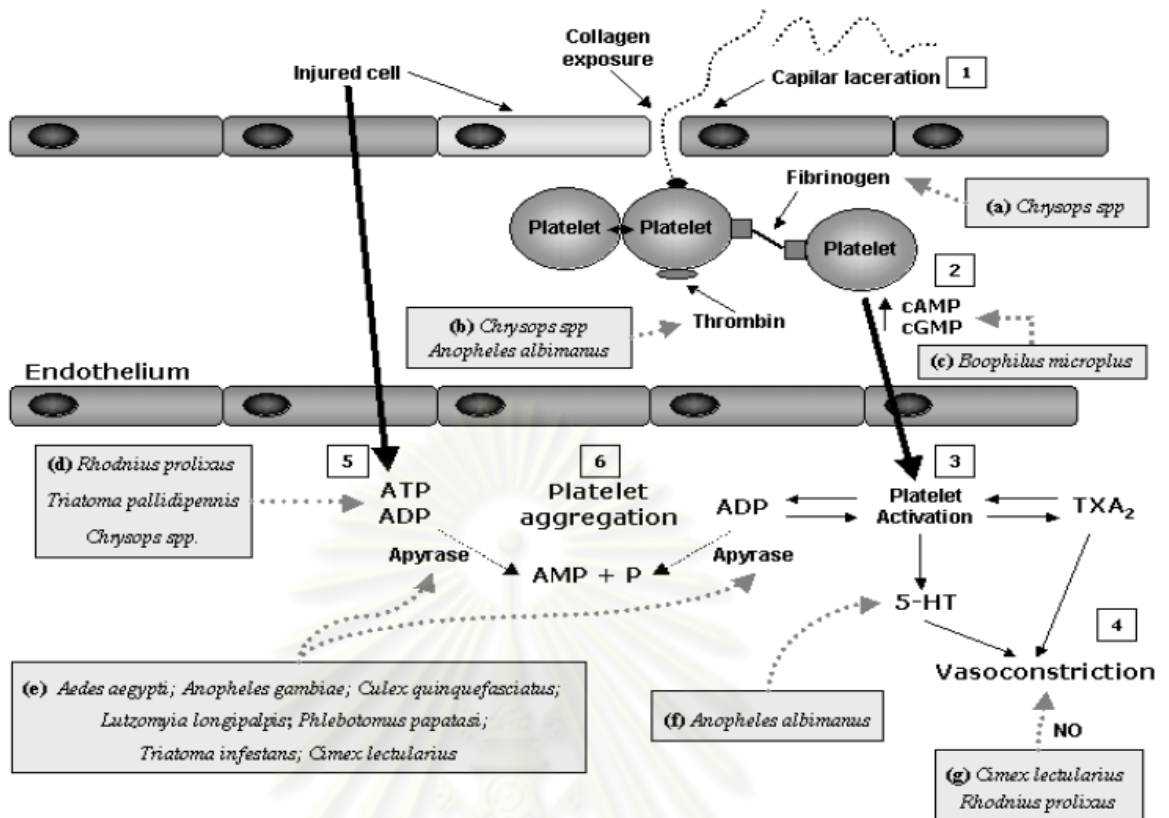 Collagen
exposure
Injured cell
Capilar laceration
1
Fibrinogen
(a) Chrysops spp
Platelet
Platelet
Platelet
2
cAMP
cGMP
(b) Chrysops spp
Anopheles albimanus
Thrombin
(c) Boophilus microplus
Endothelium
(d) Rhodnius prolixus
Triatoma pallidipennis
Chrysops spp.
5
ATP
ADP
6
Platelet
aggregation
3
ADP
Platelet
Activation
TXA2
Apyrase
Apyrase
AMP + P
5-HT
4
Vasoconstriction
(e) Aedes aegypti; Anopheles gambiae; Culex quinquefasciatus;
Lutzomyia longipalpis; Phlebotomus papatasi;
Triatoma infestans; Cimex lectularius
(f) Anopheles albimanus
NO
(g) Cimex lectularius
Rhodnius prolixus